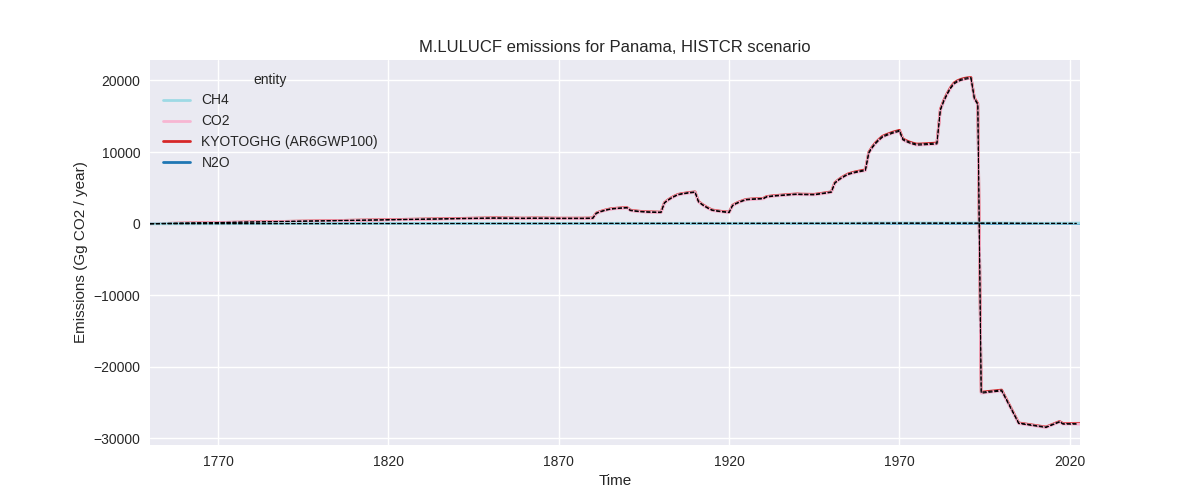 M.LULUCF emissions for Panama, HISTCR scenario
Emissions (Gg CO2 / year)
20000
10000
0
−10000
−20000
−30000
entity
CH4
CO2
KYOTOGHG (AR6GWP100)
N2O
1770
1820
1870
1920
1970
2020
Time